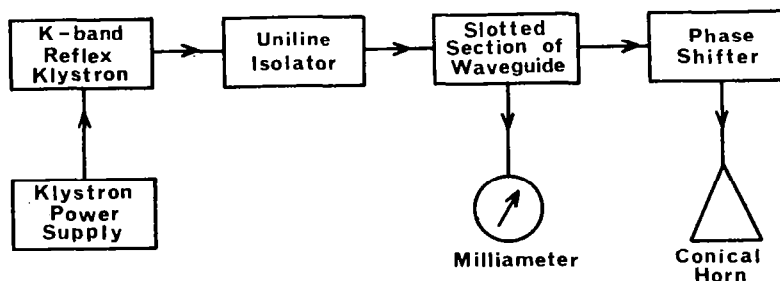 K-band
Reflex
Klystron
Uniline
Isolator
Slotted
Section of
Waveguide
Phase
Shifter
Klystron
Power
Supply
Milliameter
Conical
Horn